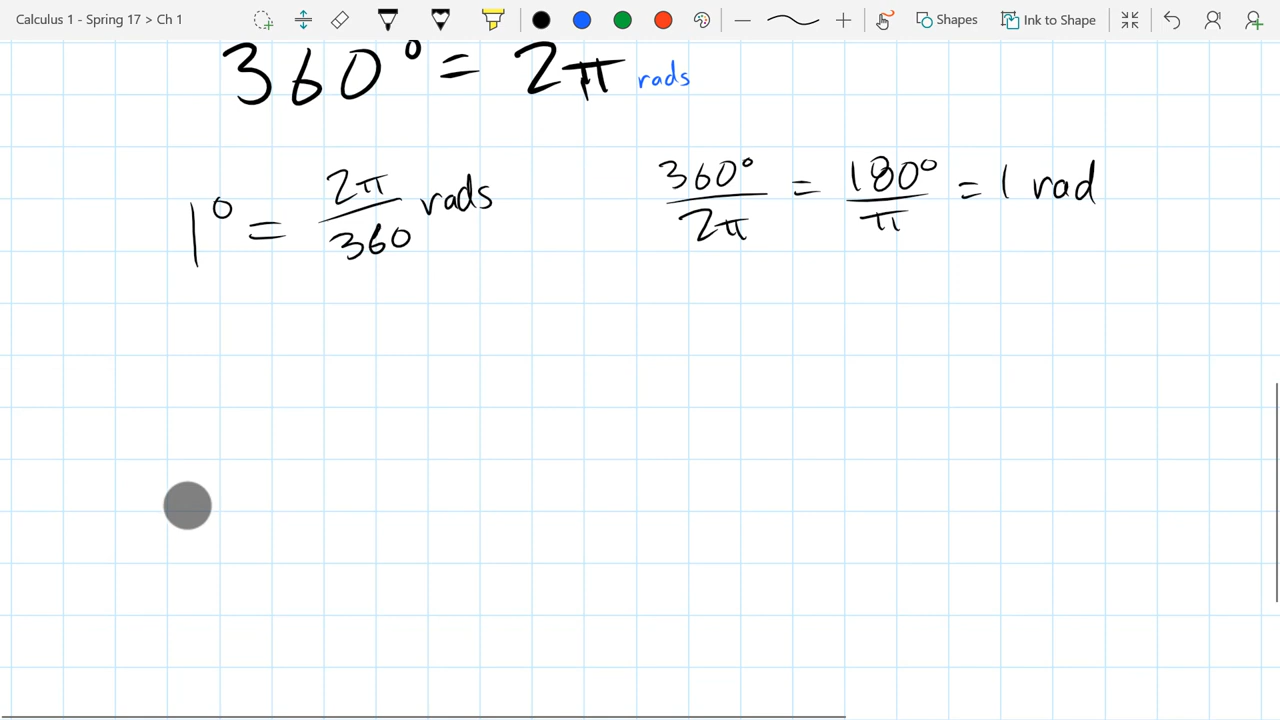 Calculus 1 - Spring 17 > Ch 1
Shapes
Ink to Shape
360° = 2π rads
1° = 2π/360 rads
360°/2π = 180°/π = 1 rad